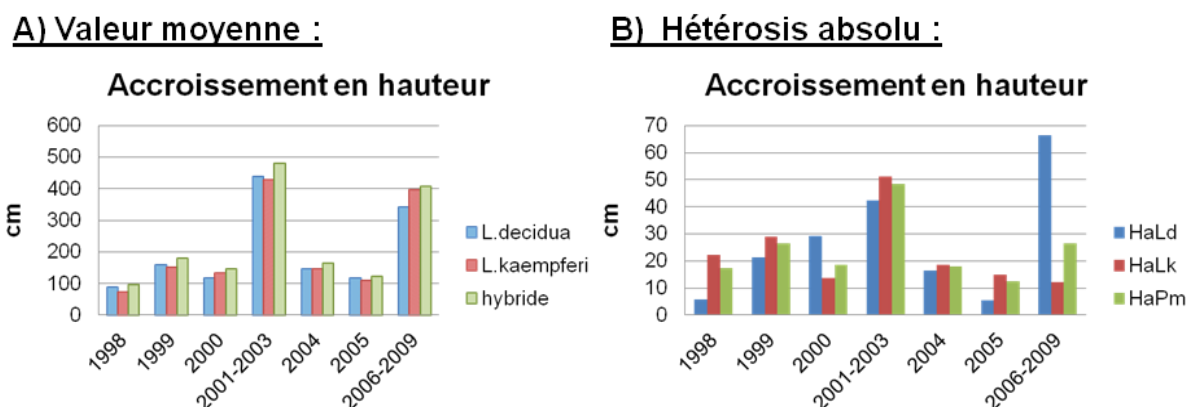 A) Valeur moyenne :
Accroissement en hauteur
600
500
400
300
200
100
0
cm
1998
1999
2000
2001-2003
2004
2005
2006-2009
L.decidua
L.kaempferi
hybride
B) Hétérosis absolu :
Accroissement en hauteur
70
60
50
40
30
20
10
0
cm
1998
1999
2000
2001-2003
2004
2005
2006-2009
HaLd
HaLk
HaPm